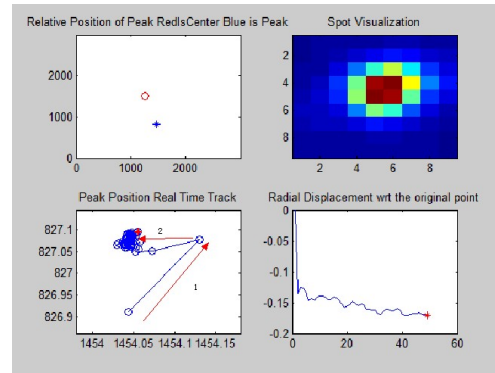 Relative Position of Peak RedIsCenter Blue is Peak
2000
1000
0
0 1000 2000
Spot Visualization
2
4
6
8
2 4 6 8
Peak Position Real Time Track
827.1
827.05
827
826.95
826.9
1454 1454.05 1454.1 1454.15
2
1
Radial Displacement wrt the original point
0
-0.05
-0.1
-0.15
-0.2
0 20 40 60